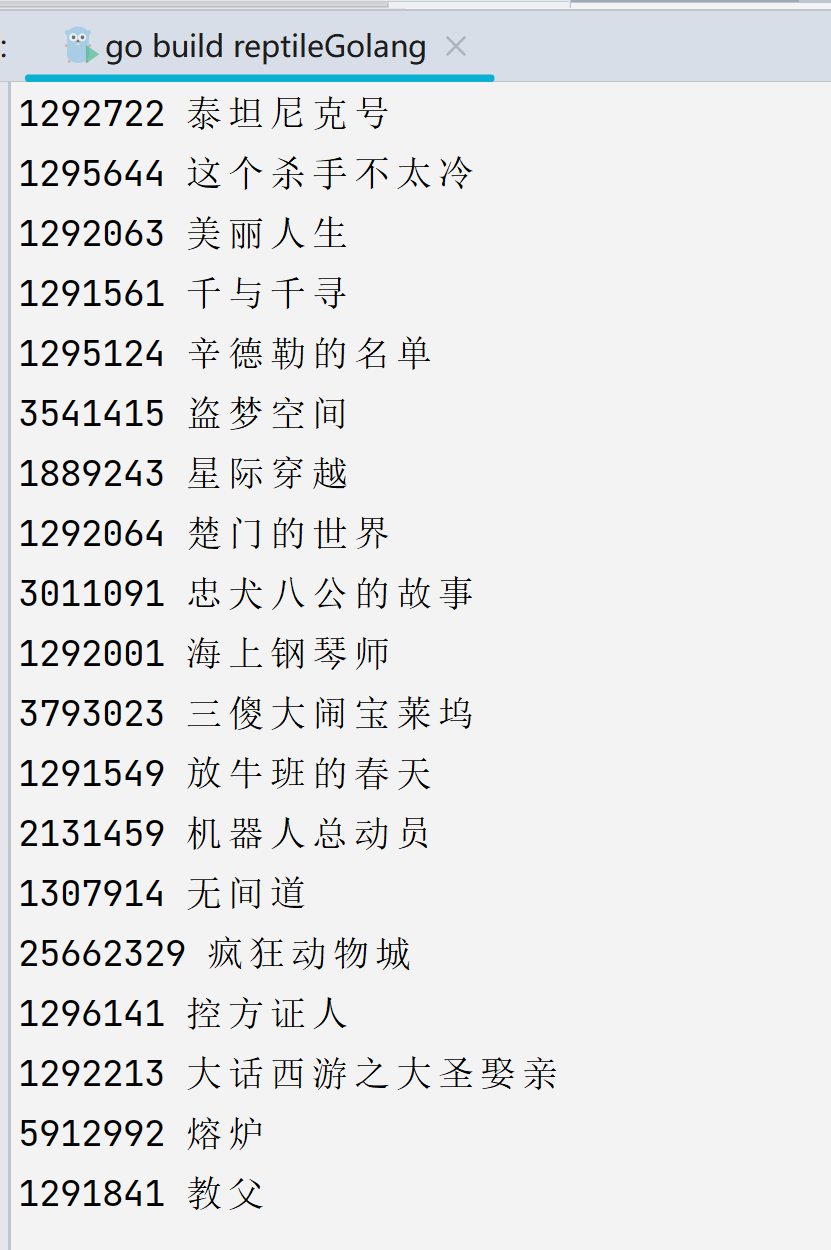 : go build reptileGolang
1292722 泰坦尼克号
1295644 这个杀手不太冷
1292063 美丽人生
1291561 千与千寻
1295124 辛德勒的名单
3541415 盗梦空间
1889243 星际穿越
1292064 楚门的世界
3011091 忠犬八公的故事
1292001 海上钢琴师
3793023 三傻大闹宝莱坞
1291549 放牛班的春天
2131459 机器人总动员
1307914 无间道
25662329 疯狂动物城
1296141 控方证人
1292213 大话西游之大圣娶亲
5912992 熔炉
1291841 教父